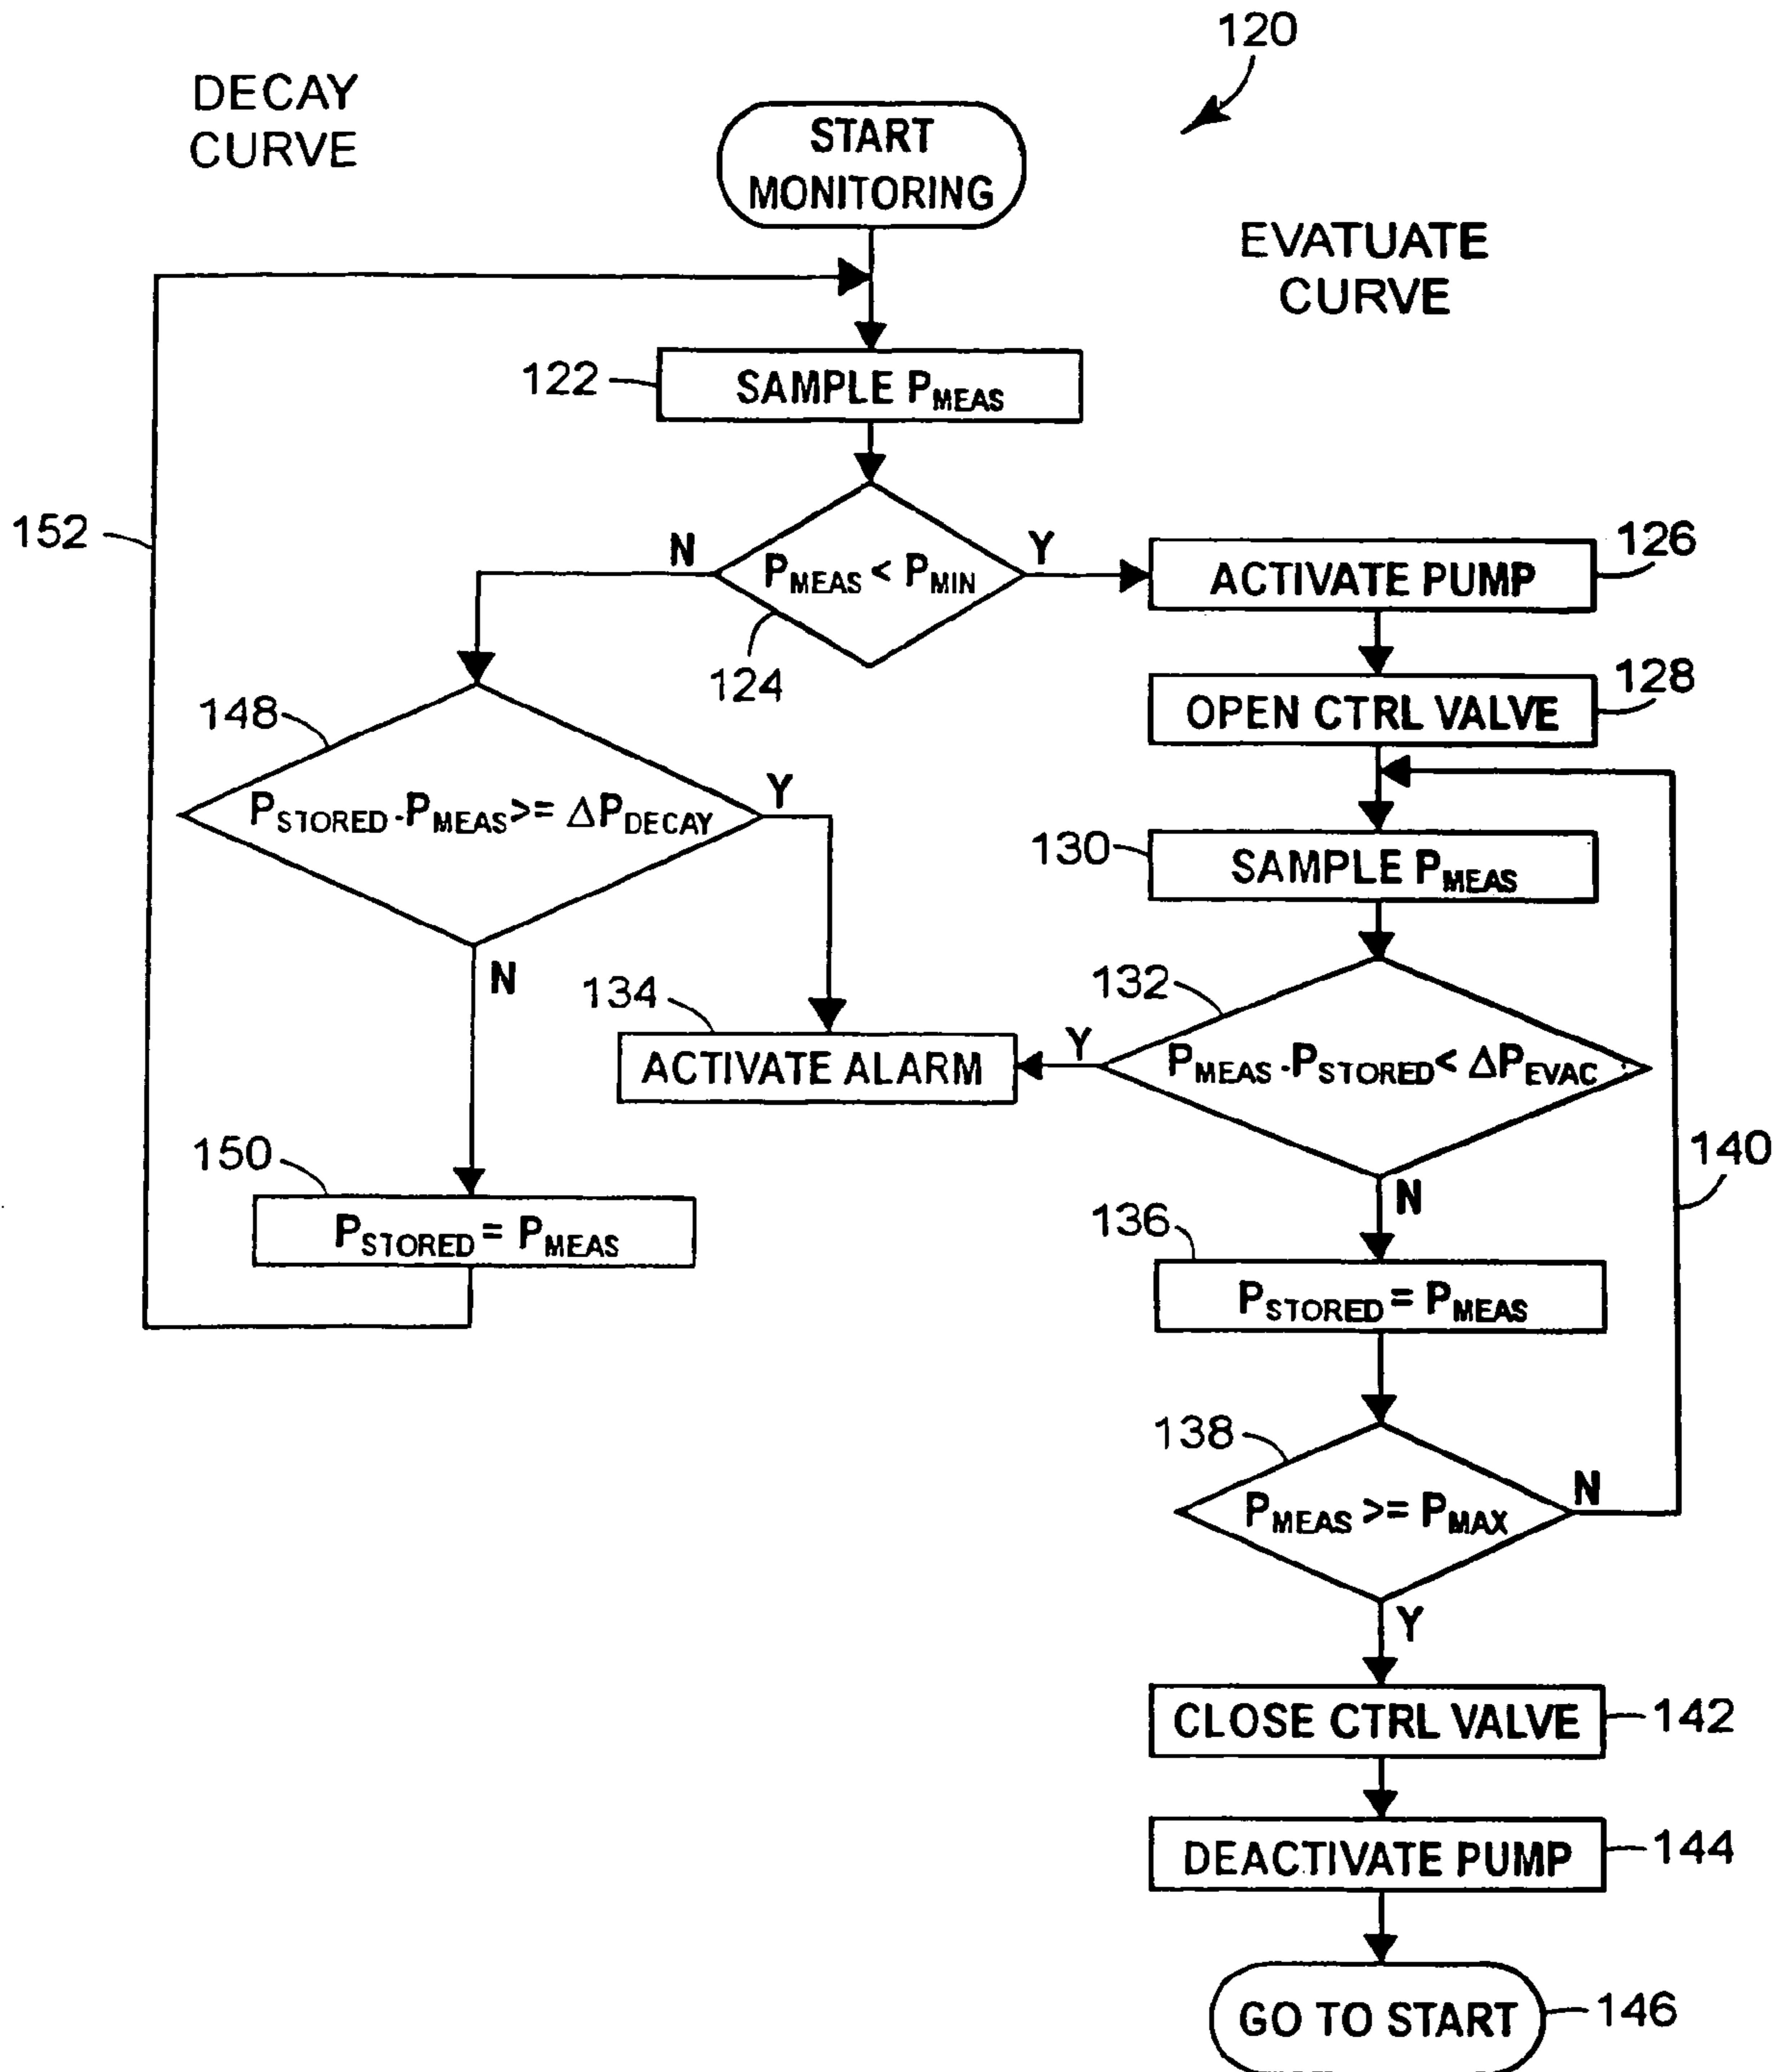 120
DECAY
CURVE
START
MONITORING
EVATUATE
CURVE
122
SAMPLE PMEAS
152
N
PMEAS < PMIN
Y
124
ACTIVATE PUMP
126
OPEN CTRL VALVE
128
148
PSTORED-PMEAS>= ΔPDECAY
Y
N
130
SAMPLE PMEAS
132
PMEAS-PSTORED< ΔPEVAC
Y
N
134
ACTIVATE ALARM
140
150
PSTORED = PMEAS
136
PSTORED = PMEAS
138
PMEAS >= PMAX
N
Y
CLOSE CTRL VALVE
142
DEACTIVATE PUMP
144
GO TO START
146